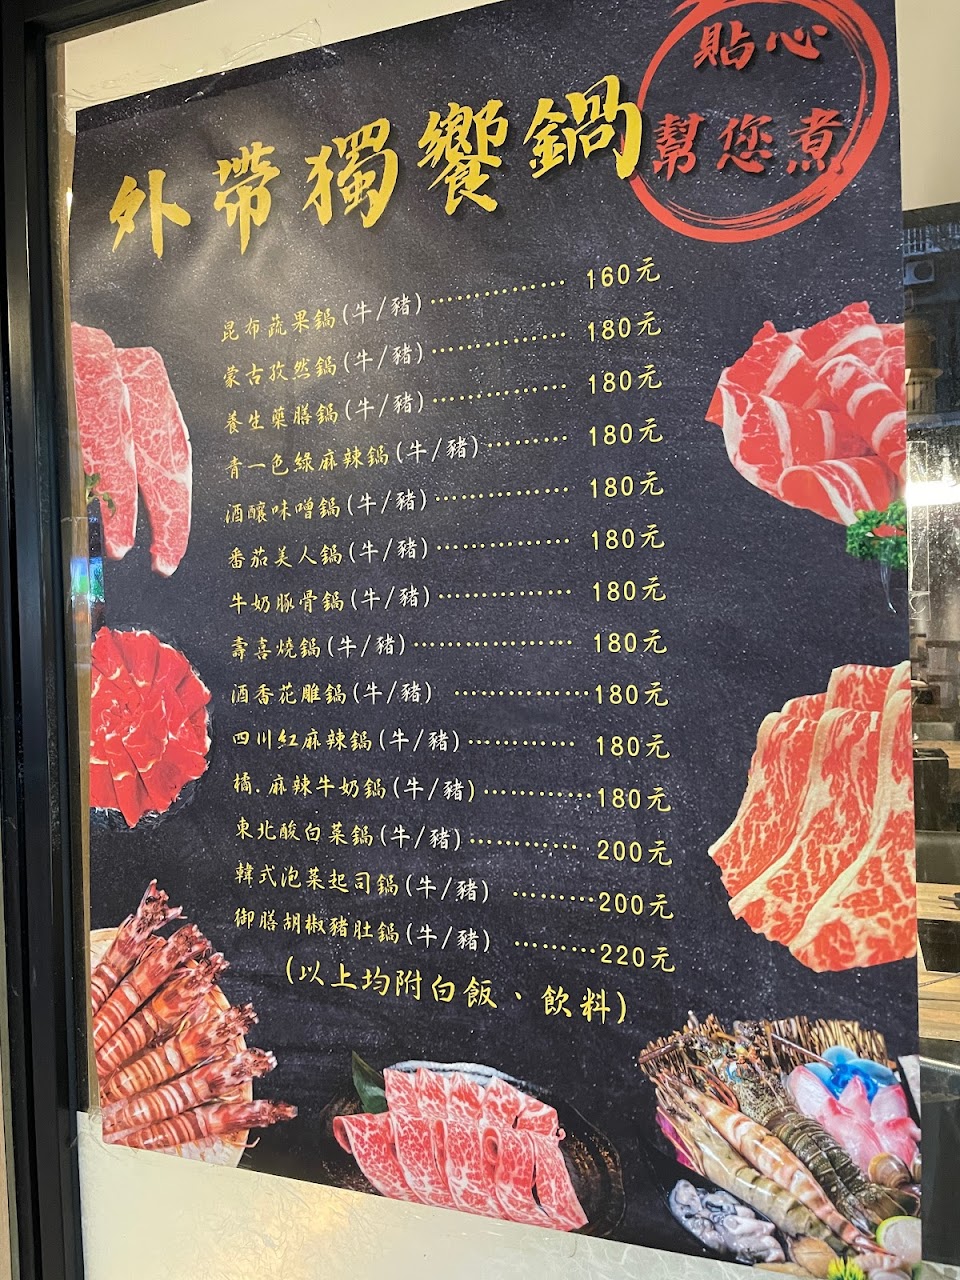 貼心
幫您煮
外帶獨饗鍋
昆布蔬果鍋(牛/豬)……………160元
蒙古孜然鍋(牛/豬)……………180元
養生藥膳鍋(牛/豬)……………180元
青一色綠麻辣鍋(牛/豬)………180元
酒釀味噌鍋(牛/豬)……………180元
番茄美人鍋(牛/豬)……………180元
牛奶豚骨鍋(牛/豬)……………180元
壽喜燒鍋(牛/豬)………………180元
酒香花雕鍋(牛/豬)……………180元
四川紅麻辣鍋(牛/豬)…………180元
橘.麻辣牛奶鍋(牛/豬)…………180元
東北酸白菜鍋(牛/豬)…………200元
韓式泡菜起司鍋(牛/豬)………200元
御膳胡椒豬肚鍋(牛/豬)………220元
(以上均附白飯、飲料)